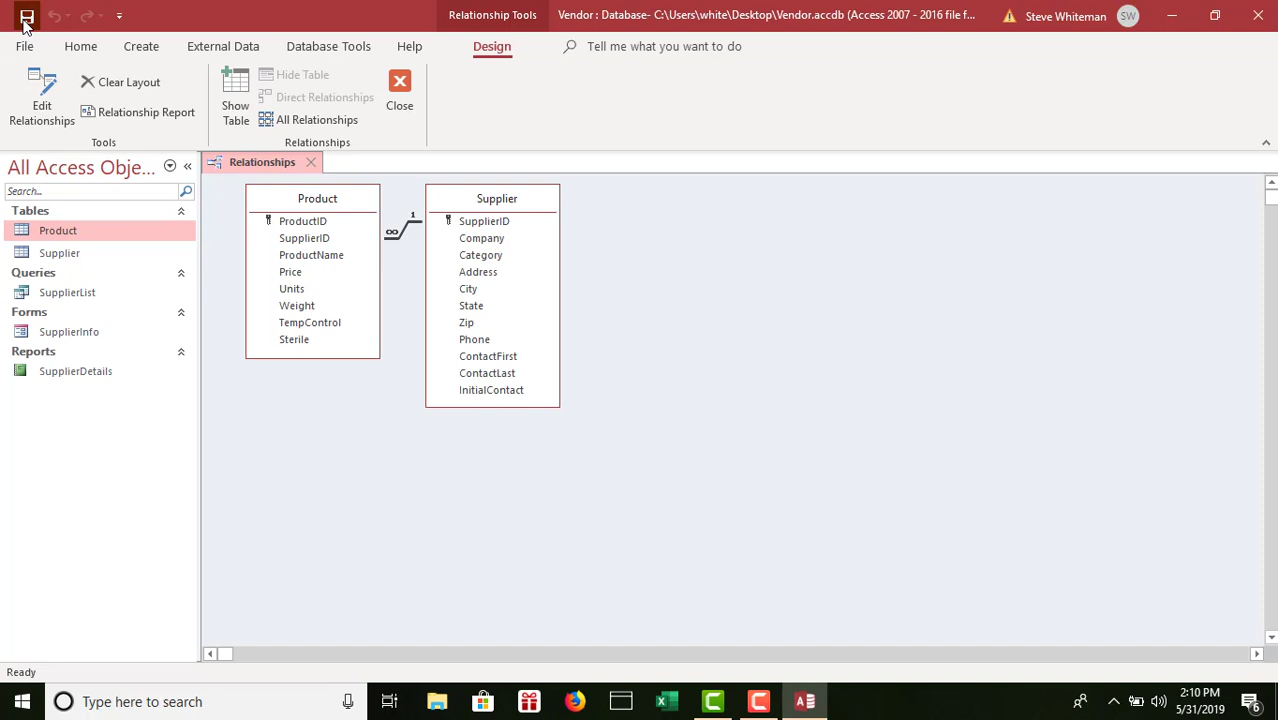 Relationship Tools
Vendor : Database- C:\Users\white\Desktop\Vendor.accdb (Access 2007 - 2016 file f...
Steve Whiteman
SW
File
Home
Create
External Data
Database Tools
Help
Design
Tell me what you want to do
Edit
Relationships
Clear Layout
Relationship Report
Show
Table
Hide Table
Direct Relationships
All Relationships
Close
Tools
Relationships
All Access Obje...
Relationships
Search...
Tables
Product
Supplier
Queries
SupplierList
Forms
SupplierInfo
Reports
SupplierDetails
Product
ProductID
SupplierID
ProductName
Price
Units
Weight
TempControl
Sterile
∞
1
Supplier
SupplierID
Company
Category
Address
City
State
Zip
Phone
ContactFirst
ContactLast
InitialContact
Ready
Type here to search
2:10 PM
5/31/2019
6